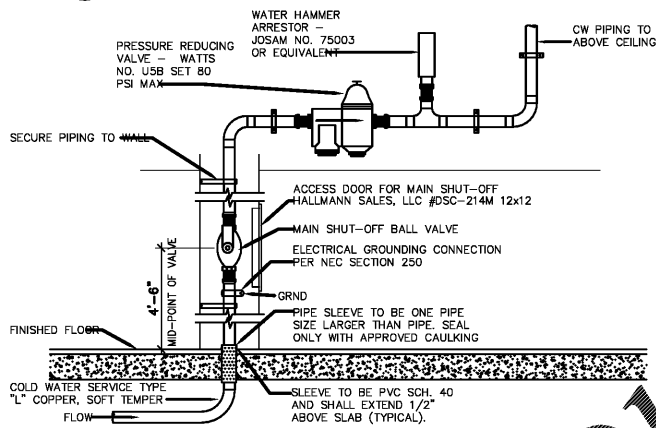 WATER HAMMER
ARRESTOR –
JOSAM NO. 75003
OR EQUIVALENT
CW PIPING TO
ABOVE CEILING
PRESSURE REDUCING
VALVE – WATTS
NO. U5B SET 80
PSI MAX
SECURE PIPING TO WALL
ACCESS DOOR FOR MAIN SHUT-OFF
HALLMANN SALES, LLC #DSC-214M 12x12
MAIN SHUT-OFF BALL VALVE
ELECTRICAL GROUNDING CONNECTION
PER NEC SECTION 250
4'-6"
MID-POINT OF VALVE
GRND
PIPE SLEEVE TO BE ONE PIPE
SIZE LARGER THAN PIPE. SEAL
ONLY WITH APPROVED CAULKING
FINISHED FLOOR
COLD WATER SERVICE TYPE
"L" COPPER, SOFT TEMPER
FLOW
SLEEVE TO BE PVC SCH. 40
AND SHALL EXTEND 1/2"
ABOVE SLAB (TYPICAL).